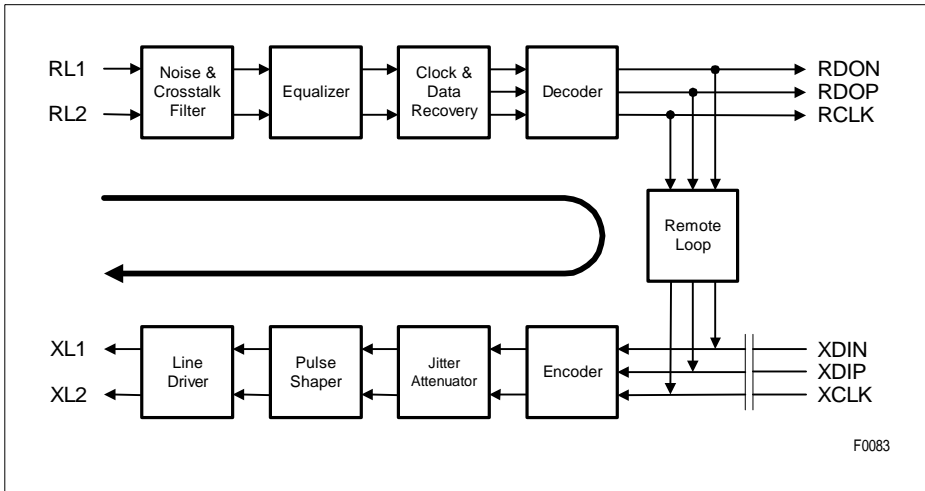 RL1
RL2
Noise &
Crosstalk
Filter
Equalizer
Clock &
Data
Recovery
Decoder
RDON
RDOP
RCLK
Remote
Loop
XL1
XL2
Line
Driver
Pulse
Shaper
Jitter
Attenuator
Encoder
XDIN
XDIP
XCLK
F0083